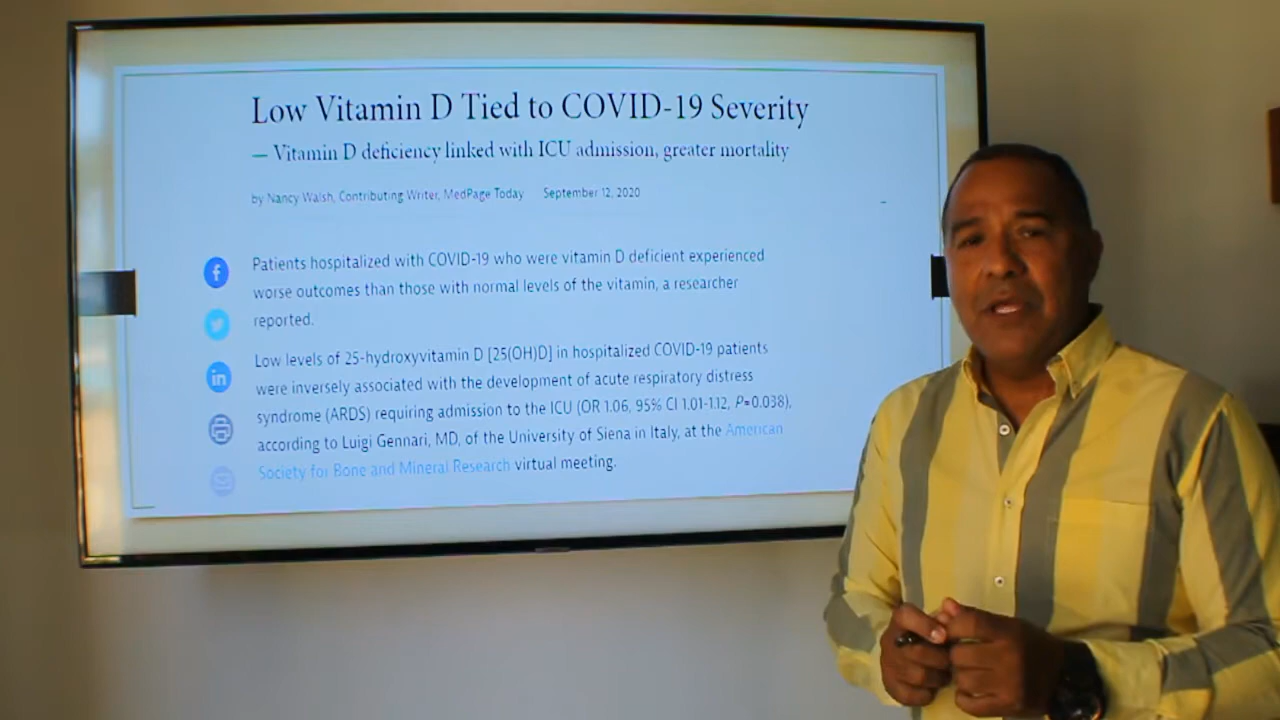 Low Vitamin D Tied to COVID-19 Severity
— Vitamin D deficiency linked with ICU admission, greater mortality
by Nancy Walsh, Contributing Writer, MedPage Today September 12, 2020
Patients hospitalized with COVID-19 who were vitamin D deficient experienced
worse outcomes than those with normal levels of the vitamin, a researcher
reported.
Low levels of 25-hydroxyvitamin D [25(OH)D] in hospitalized COVID-19 patients
were inversely associated with the development of acute respiratory distress
syndrome (ARDS) requiring admission to the ICU (OR 1.06, 95% CI 1.01-1.12, P=0.038),
according to Luigi Gennari, MD, of the University of Siena in Italy, at the American
Society for Bone and Mineral Research virtual meeting.
f
in